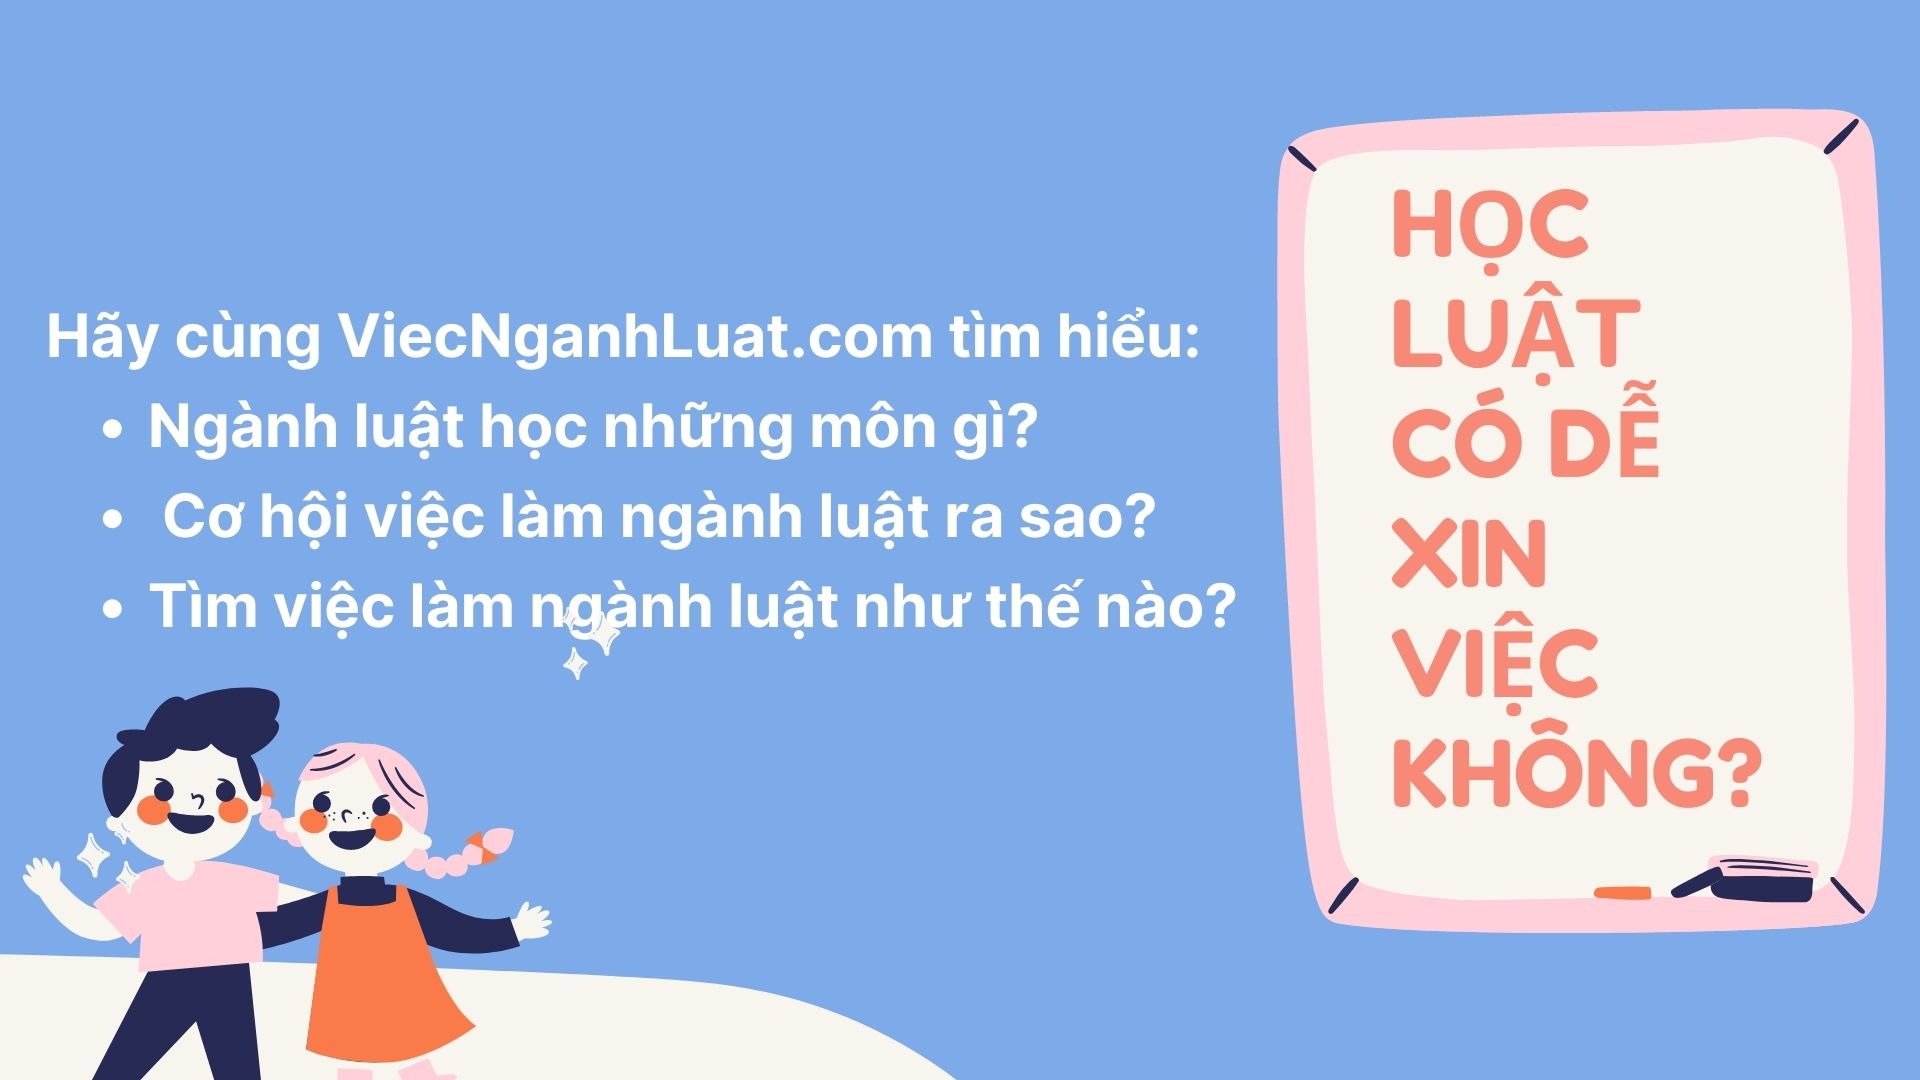 Hãy cùng ViecNganhLuat.com tìm hiểu:
• Ngành luật học những môn gì?
• Cơ hội việc làm ngành luật ra sao?
• Tìm việc làm ngành luật như thế nào?
HỌC
LUẬT
CÓ DỄ
XIN
VIỆC
KHÔNG?